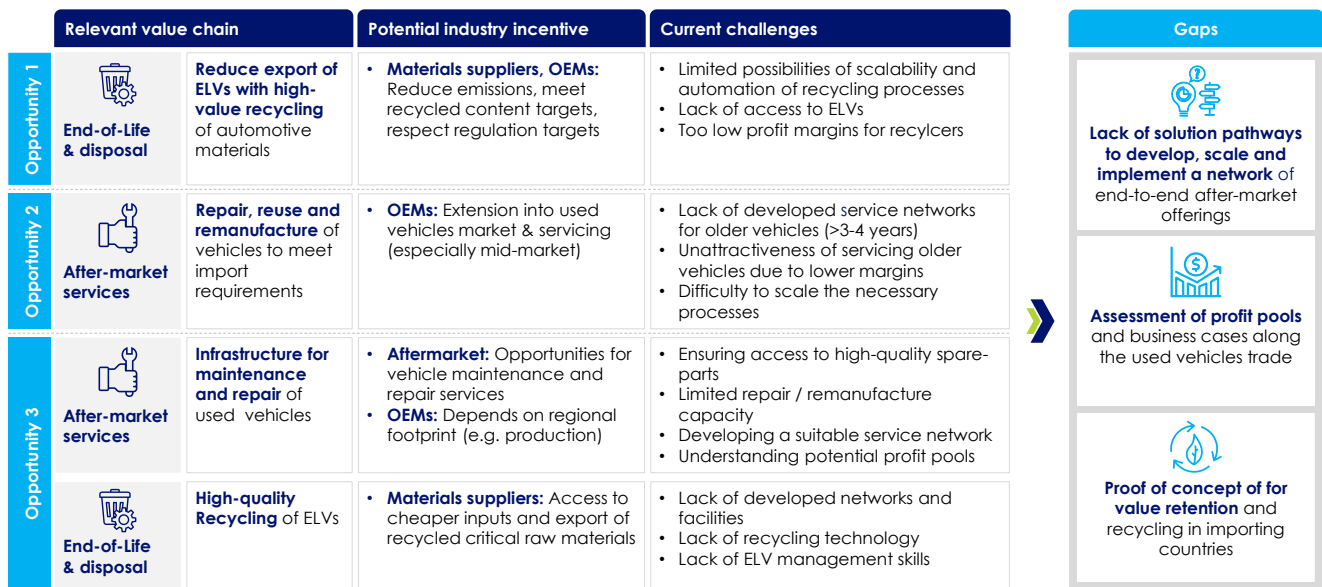 Relevant value chain
Potential industry incentive
Current challenges
Gaps
Opportunity 1
End-of-Life
& disposal
Reduce export of
ELVs with high-
value recycling
of automotive
materials
• Materials suppliers, OEMs:
Reduce emissions, meet
recycled content targets,
respect regulation targets
• Limited possibilities of scalability and
automation of recycling processes
• Lack of access to ELVs
• Too low profit margins for recylcers
Opportunity 2
After-market
services
Repair, reuse and
remanufacture of
vehicles to meet
import
requirements
• OEMs: Extension into used
vehicles market & servicing
(especially mid-market)
• Lack of developed service networks
for older vehicles (>3-4 years)
• Unattractiveness of servicing older
vehicles due to lower margins
• Difficulty to scale the necessary
processes
Opportunity 3
After-market
services
Infrastructure for
maintenance
and repair of
used vehicles
• Aftermarket: Opportunities for
vehicle maintenance and
repair services
• OEMs: Depends on regional
footprint (e.g. production)
• Ensuring access to high-quality spare-
parts
• Limited repair / remanufacture
capacity
• Developing a suitable service network
• Understanding potential profit pools
End-of-Life
& disposal
High-quality
Recycling of ELVs
• Materials suppliers: Access to
cheaper inputs and export of
recycled critical raw materials
• Lack of developed networks and
facilities
• Lack of recycling technology
• Lack of ELV management skills
Lack of solution pathways
to develop, scale and
implement a network of
end-to-end after-market
offerings
Assessment of profit pools
and business cases along
the used vehicles trade
Proof of concept of for
value retention and
recycling in importing
countries